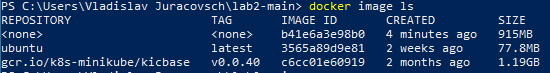 PS C:\Users\Vladislav Juracovsch\lab2-main> docker image ls
REPOSITORY TAG IMAGE ID CREATED SIZE
<none> <none> b41e6a3e98b0 4 minutes ago 915MB
ubuntu latest 3565a89d9e81 2 weeks ago 77.8MB
gcr.io/k8s-minikube/kicbase v0.0.40 c6cc01e60919 2 months ago 1.19GB